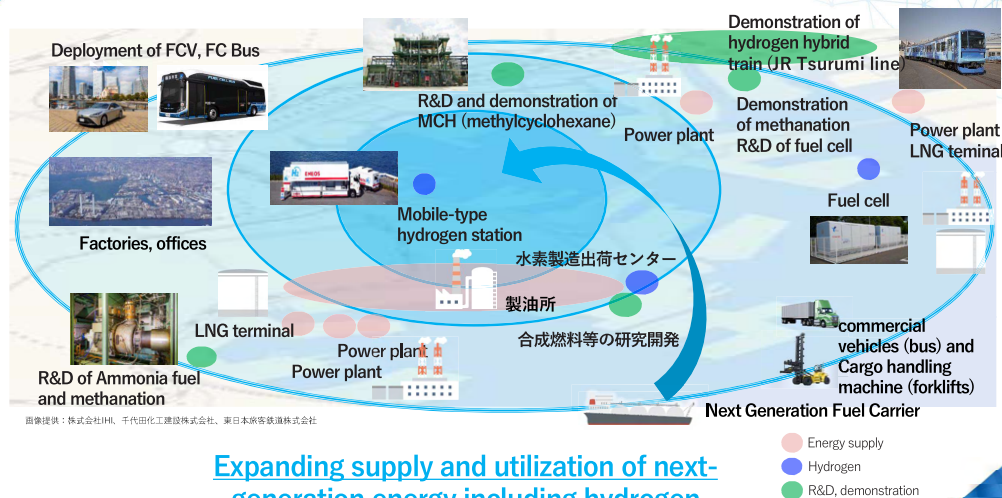 Deployment of FCV, FC Bus
Demonstration of
hydrogen hybrid
train (JR Tsurumi line)
R&D and demonstration of
MCH (methylcyclohexane)
Power plant
Demonstration
of methanation
R&D of fuel cell
Power plant
LNG teminal
ENEOS
Mobile-type
hydrogen station
Fuel cell
Factories, offices
水素製造出荷センター
製油所
LNG terminal
合成燃料等の研究開発
Power plant
Power plant
commercial
vehicles (bus) and
Cargo handling
machine (forklifts)
R&D of Ammonia fuel
and methanation
Next Generation Fuel Carrier
画像提供：株式会社IHI、千代田化工建設株式会社、東日本旅客鉄道株式会社
Energy supply
Hydrogen
R&D, demonstration
Expanding supply and utilization of next-
generation energy including hydrogen